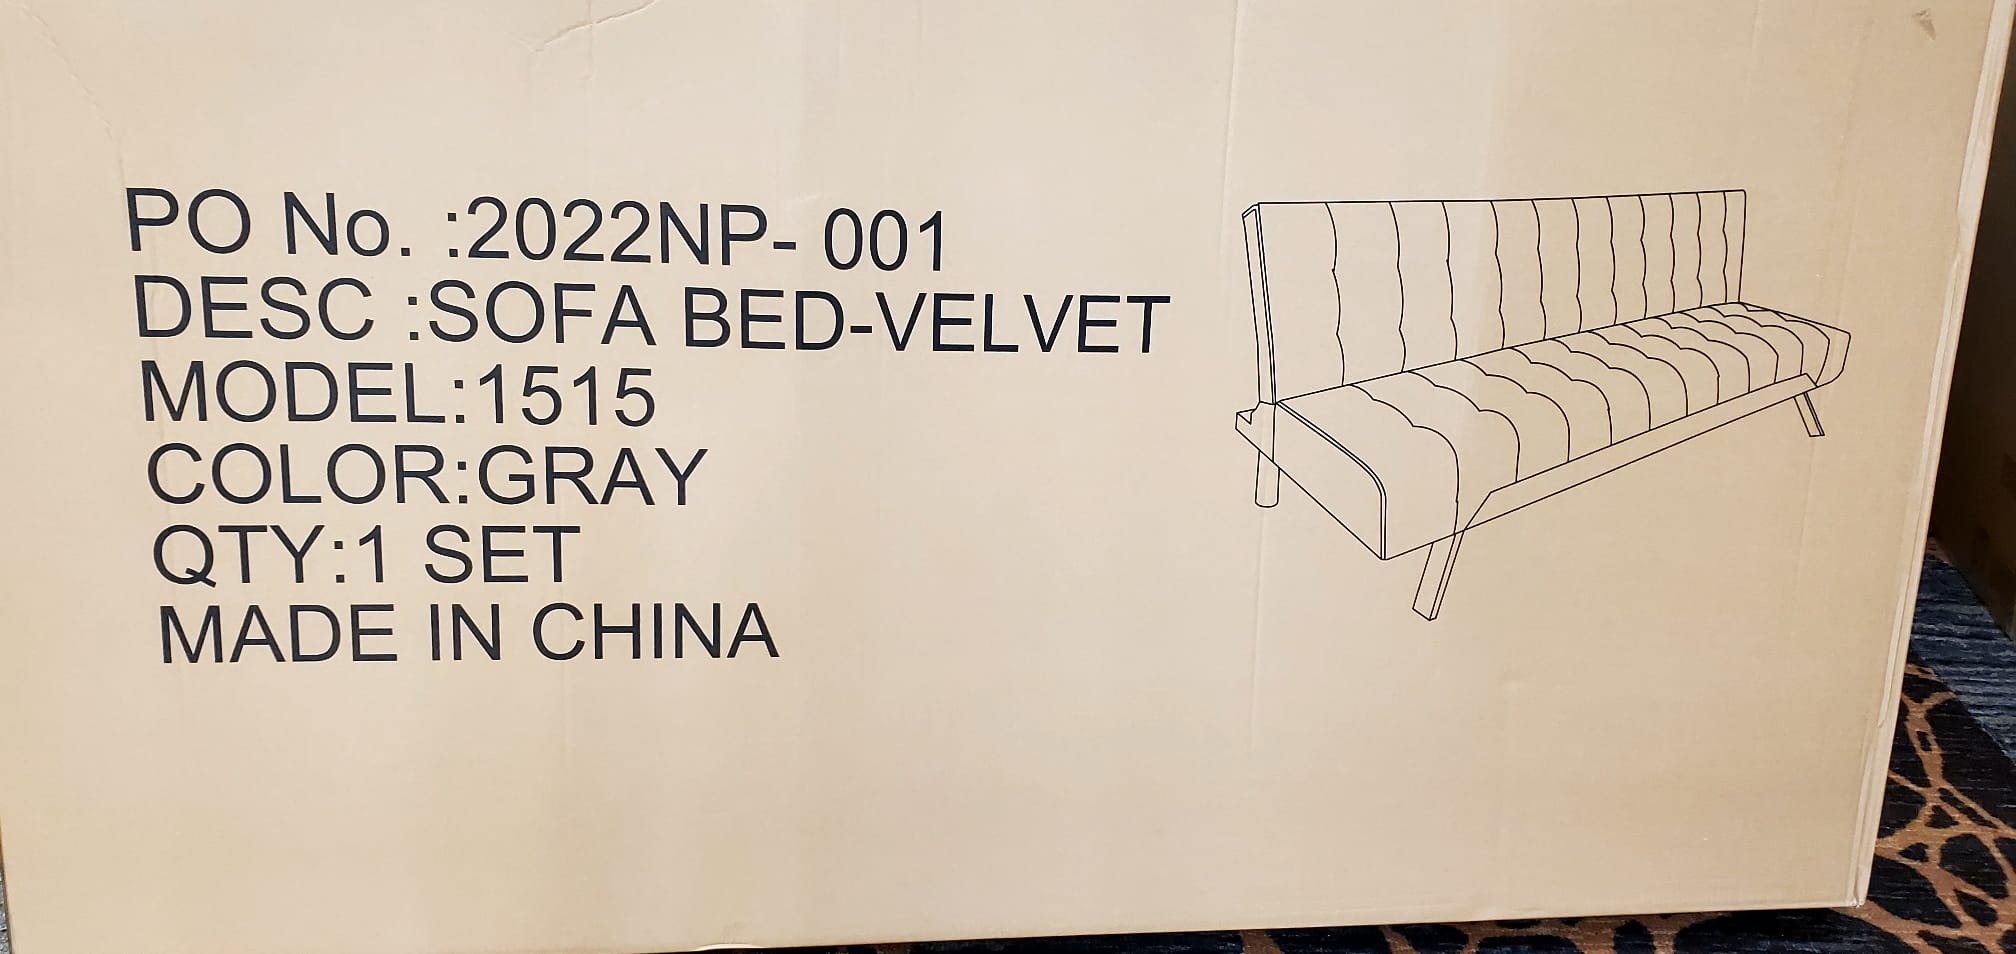 PO No. :2022NP- 001
DESC :SOFA BED-VELVET
MODEL:1515
COLOR:GRAY
QTY:1 SET
MADE IN CHINA